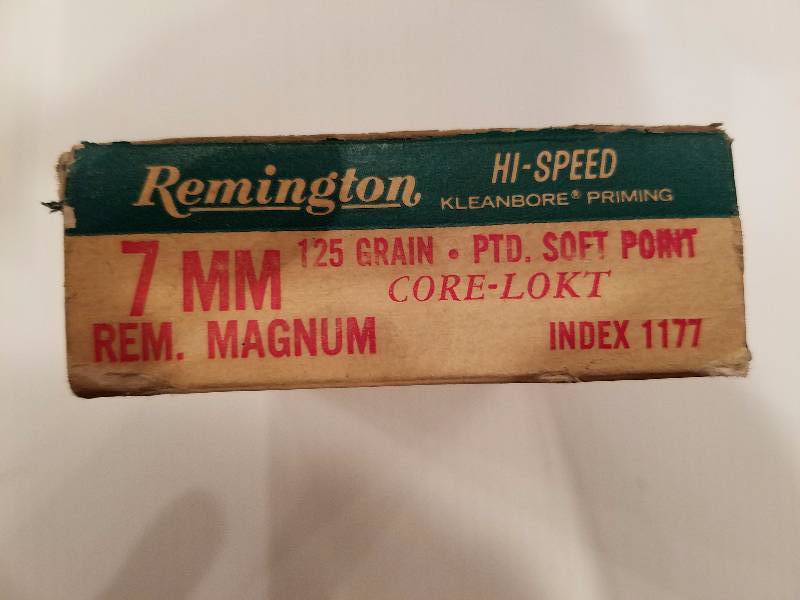 Remington HI-SPEED
KLEANBORE® PRIMING
7 MM 125 GRAIN • PTD. SOFT POINT
CORE-LOKT
REM. MAGNUM INDEX 1177